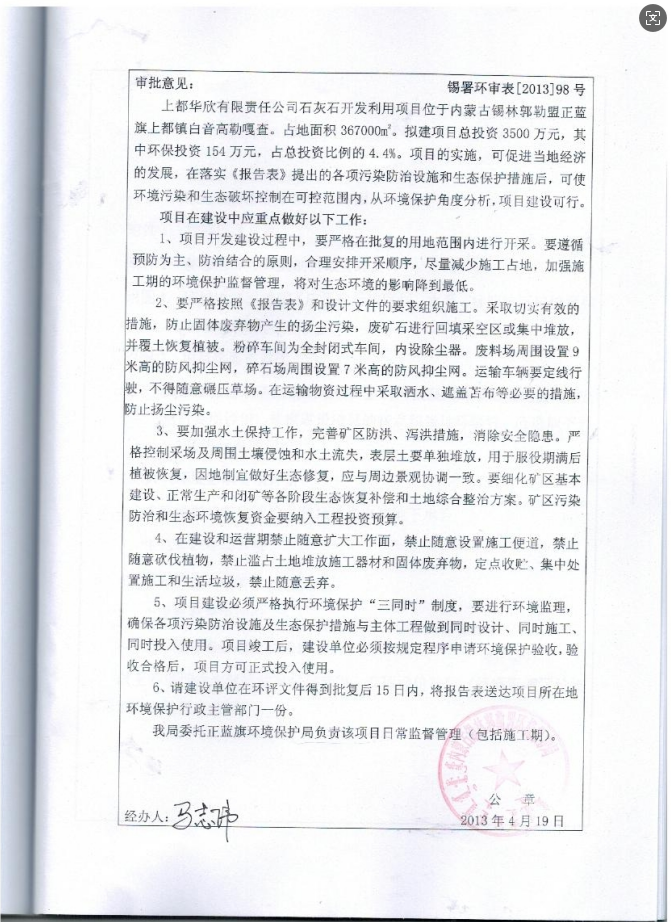 审批意见： 锡署环审表[2013]98 号
上都华欣有限责任公司石灰石开发利用项目位于内蒙古锡林郭勒盟正蓝
旗上都镇白音高勒嘎查。占地面积 367000㎡。拟建项目总投资 3500 万元，其
中环保投资 154 万元，占总投资比例的 4.4%。项目的实施，可促进当地经济
的发展，在落实《报告表》提出的各项污染防治设施和生态保护措施后，可使
环境污染和生态破坏控制在可控范围内，从环境保护角度分析，项目建设可行。
项目在建设中应重点做好以下工作：
1、项目开发建设过程中，要严格在批复的用地范围内进行开采。要遵循
预防为主、防治结合的原则，合理安排开采顺序，尽量减少施工占地，加强施
工期的环境保护监督管理，将对生态环境的影响降到最低。
2、要严格按照《报告表》和设计文件的要求组织施工。采取切实有效的
措施，防止固体废弃物产生的扬尘污染，废矿石进行回填采空区或集中堆放，
并覆土恢复植被。粉碎车间为全封闭式车间，内设除尘器。废料场周围设置 9
米高的防风抑尘网，碎石场周围设置 7 米高的防风抑尘网。运输车辆要定线行
驶，不得随意碾压草场。在运输物资过程中采取洒水、遮盖苫布等必要的措施，
防止扬尘污染。
3、要加强水土保持工作，完善矿区防洪、泻洪措施，消除安全隐患。严
格控制采场及周围土壤侵蚀和水土流失，表层土要单独堆放，用于服役期满后
植被恢复，因地制宜做好生态修复，应与周边景观协调一致。要细化矿区基本
建设、正常生产和闭矿等各阶段生态恢复补偿和土地综合整治方案。矿区污染
防治和生态环境恢复资金要纳入工程投资预算。
4、在建设和运营期禁止随意扩大工作面，禁止随意设置施工便道，禁止
随意砍伐植物，禁止滥占土地堆放施工器材和固体废弃物，定点收贮、集中处
置施工和生活垃圾，禁止随意丢弃。
5、项目建设必须严格执行环境保护“三同时”制度，要进行环境监理，
确保各项污染防治设施及生态保护措施与主体工程做到同时设计、同时施工、
同时投入使用。项目竣工后，建设单位必须按规定程序申请环境保护验收，验
收合格后，项目方可正式投入使用。
6、请建设单位在环评文件得到批复后 15 日内，将报告表送达项目所在地
环境保护行政主管部门一份。
我局委托正蓝旗环境保护局负责该项目日常监督管理（包括施工期）。
公 章
经办人：马志伟 2013 年 4 月 19 日